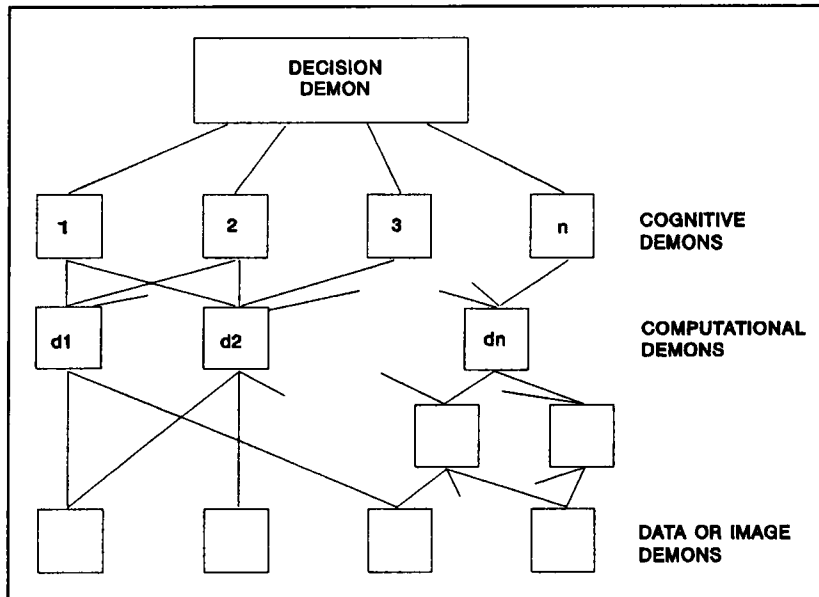 DECISION
DEMON
1 2 3 n
COGNITIVE
DEMONS
d1 d2 dn
COMPUTATIONAL
DEMONS
DATA OR IMAGE
DEMONS